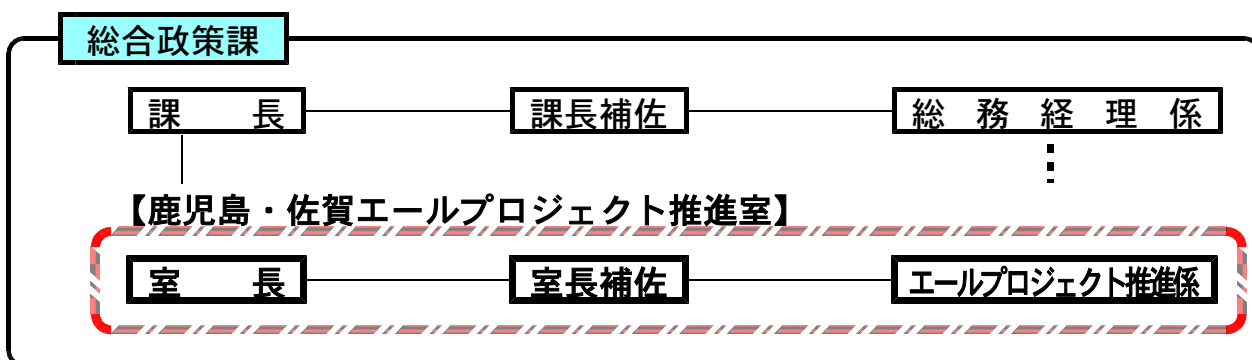 総合政策課
課　　長　課長補佐　総　務　経　理　係
【鹿児島・佐賀エールプロジェクト推進室】
室　　長　室長補佐　エールプロジェクト推進係